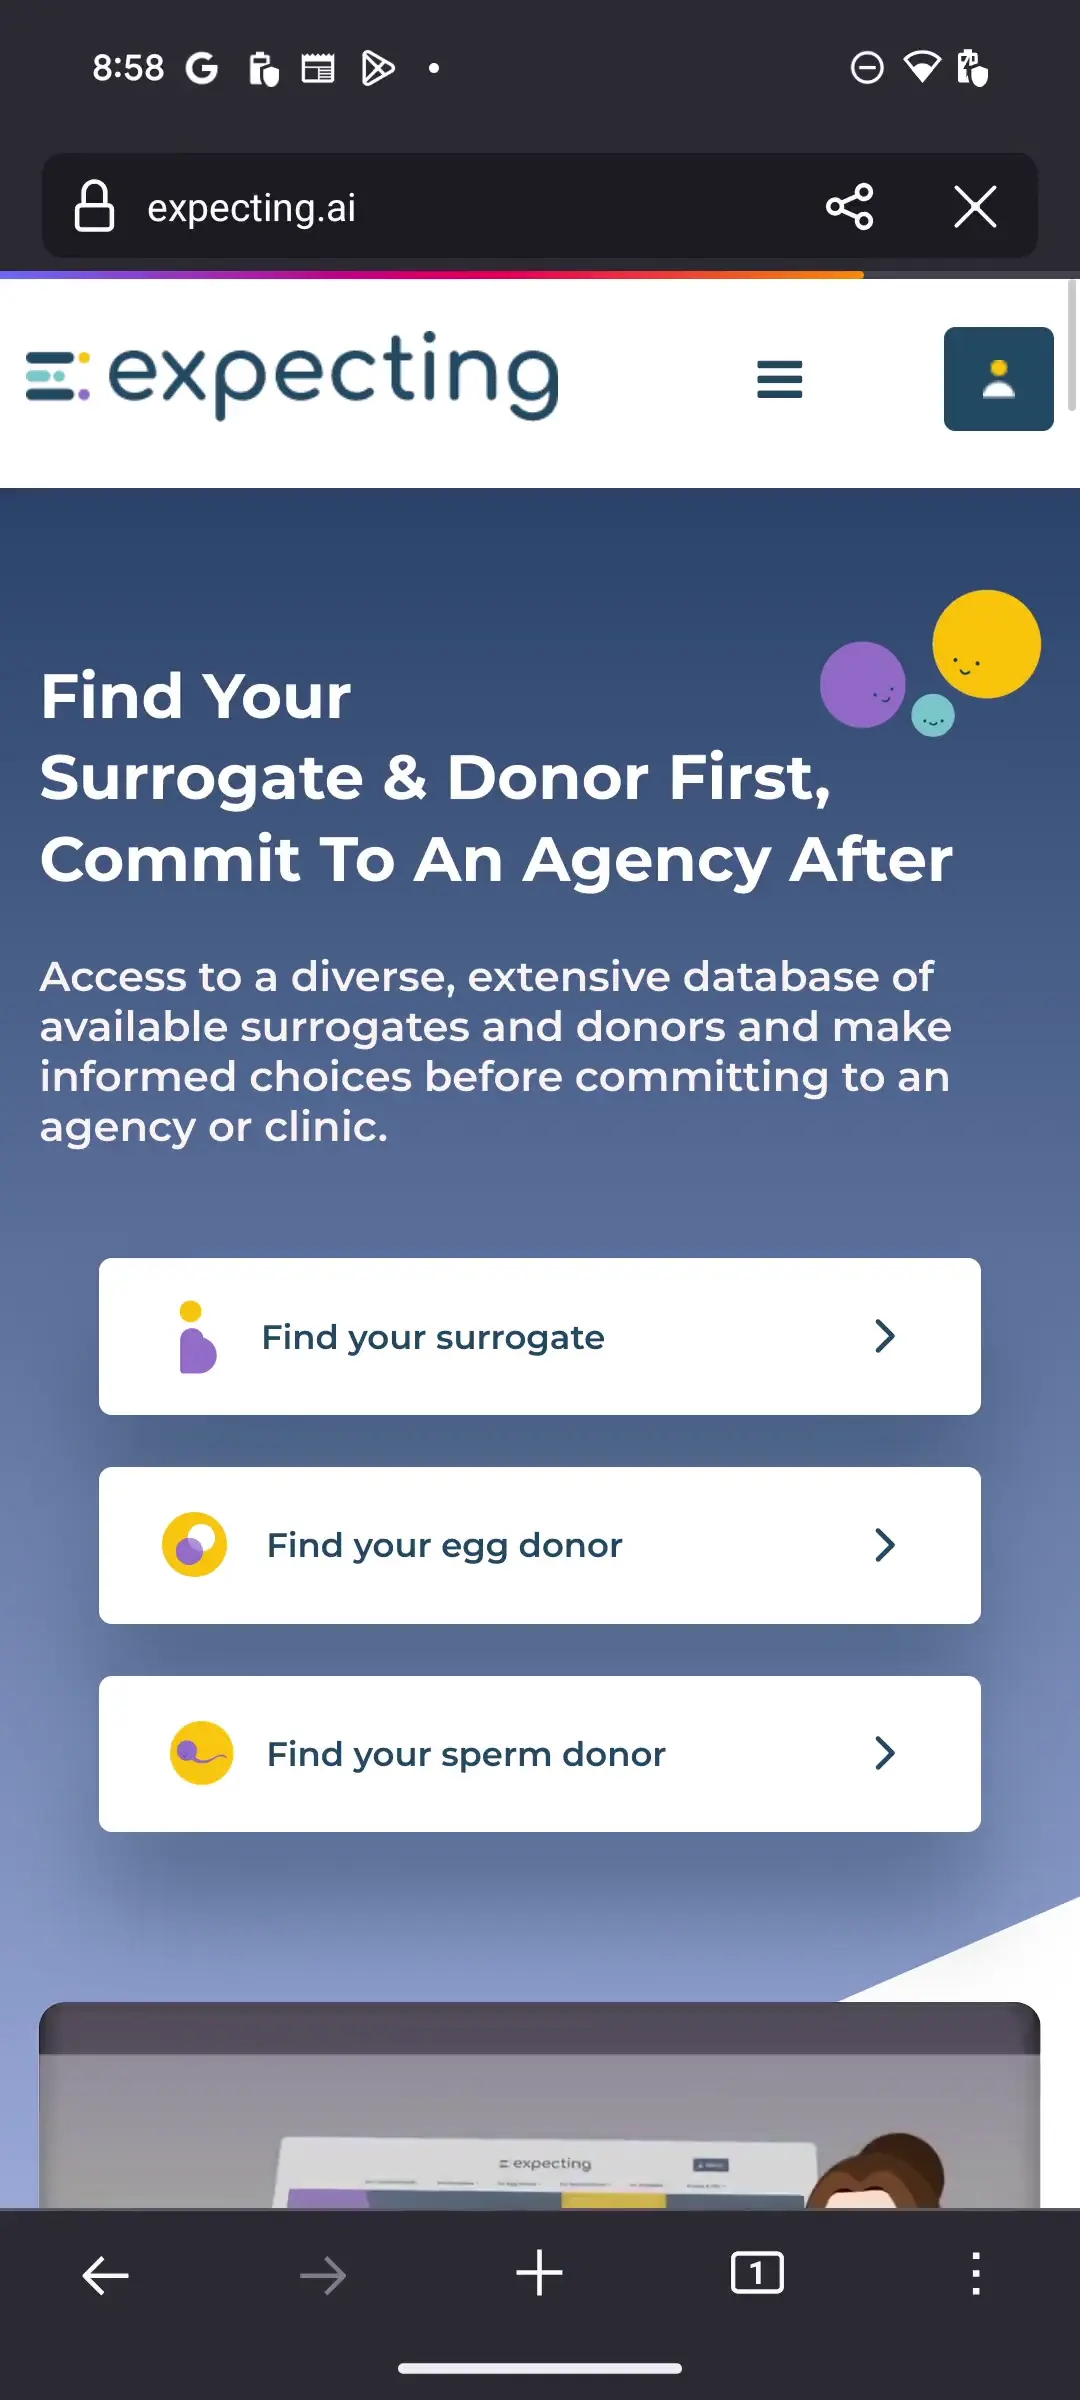 8:58
expecting.ai
expecting
Find Your
Surrogate & Donor First,
Commit To An Agency After
Access to a diverse, extensive database of
available surrogates and donors and make
informed choices before committing to an
agency or clinic.
Find your surrogate
Find your egg donor
Find your sperm donor
expecting
1